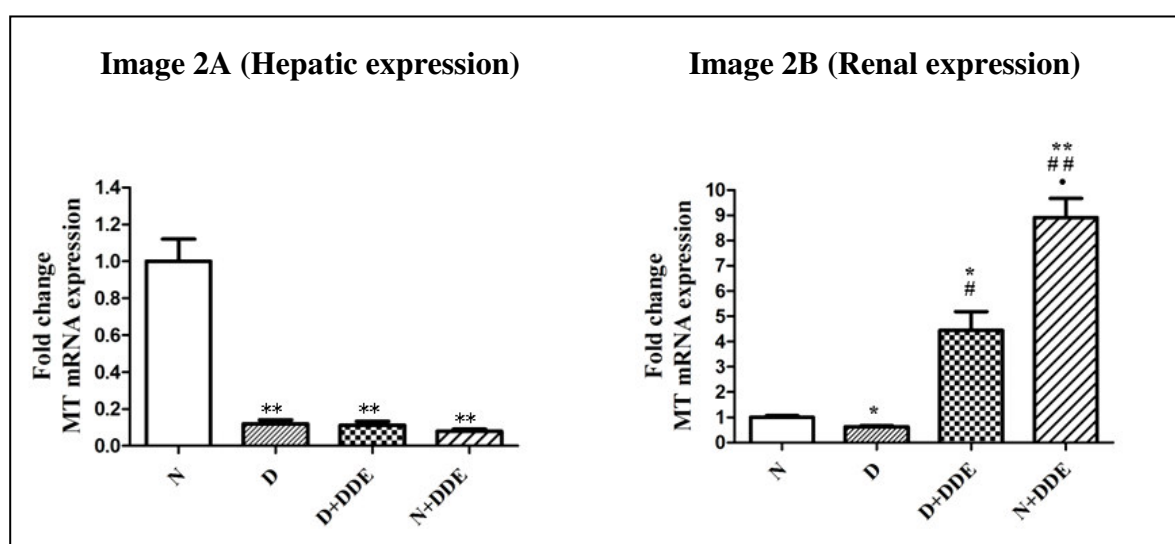 Image 2A (Hepatic expression)
Fold change
MT mRNA expression
1.4
1.2
1.0
0.8
0.6
0.4
0.2
0.0
**
**
**
N
D
D+DDE
N+DDE
Image 2B (Renal expression)
Fold change
MT mRNA expression
10
9
8
7
6
5
4
3
2
1
0
*
*
#
**
##
•
N
D
D+DDE
N+DDE